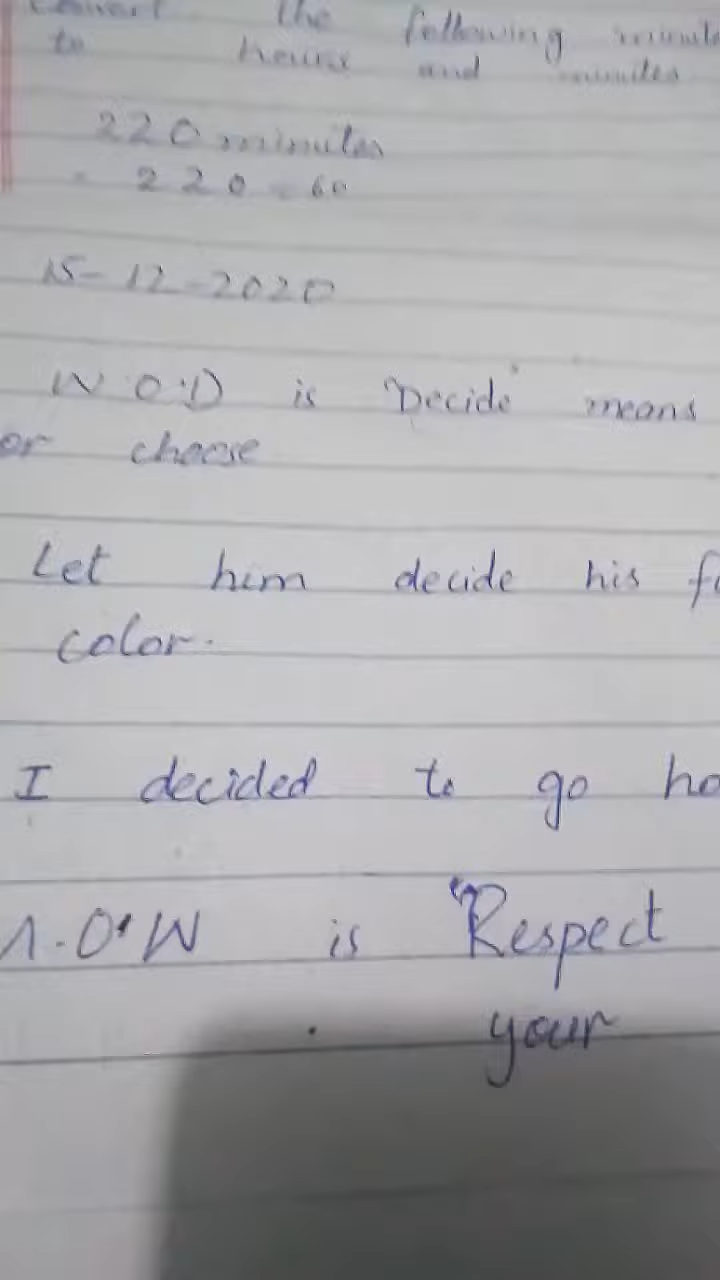 the following
to hours and minutes
220 minutes
= 220 60
15-12-2020
W.O.D is "Decide" means
or choose
Let him decide his
color.
I decided to go
.O.W is "Respect
your